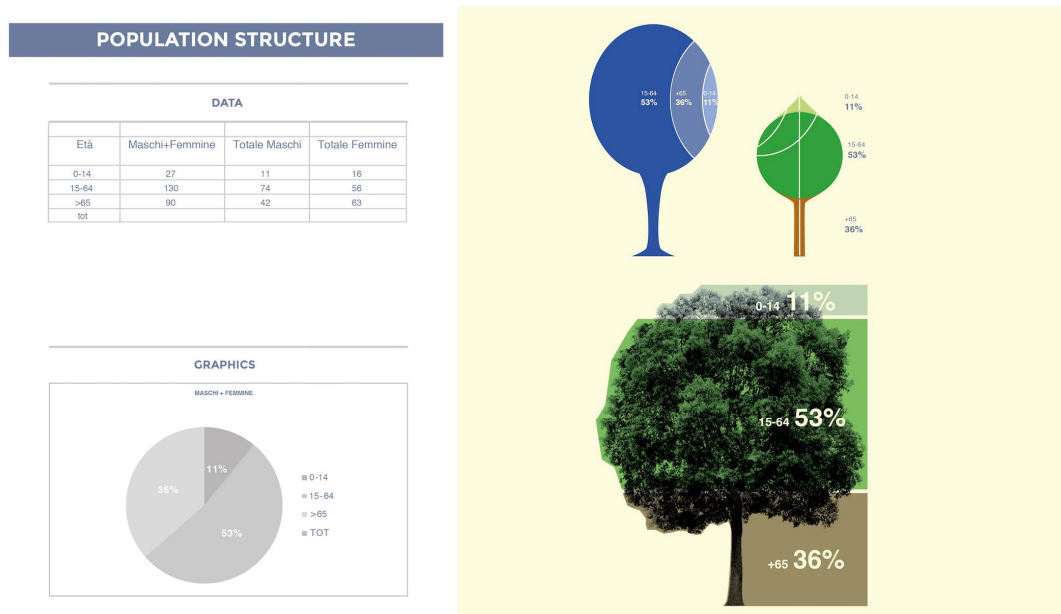 POPULATION STRUCTURE
DATA
Età Maschi+Femmine Totale Maschi Totale Femmine
0-14 27 11 16
15-64 130 74 56
>65 90 42 63
tot
GRAPHICS
MASCHI + FEMMINE
11%
36%
53%
0-14
15-64
>65
TOT
15-64 +65 0-14
53% 36% 11%
0-14
11%
15-64
53%
+65
36%
0-14 11%
15-64 53%
+65 36%